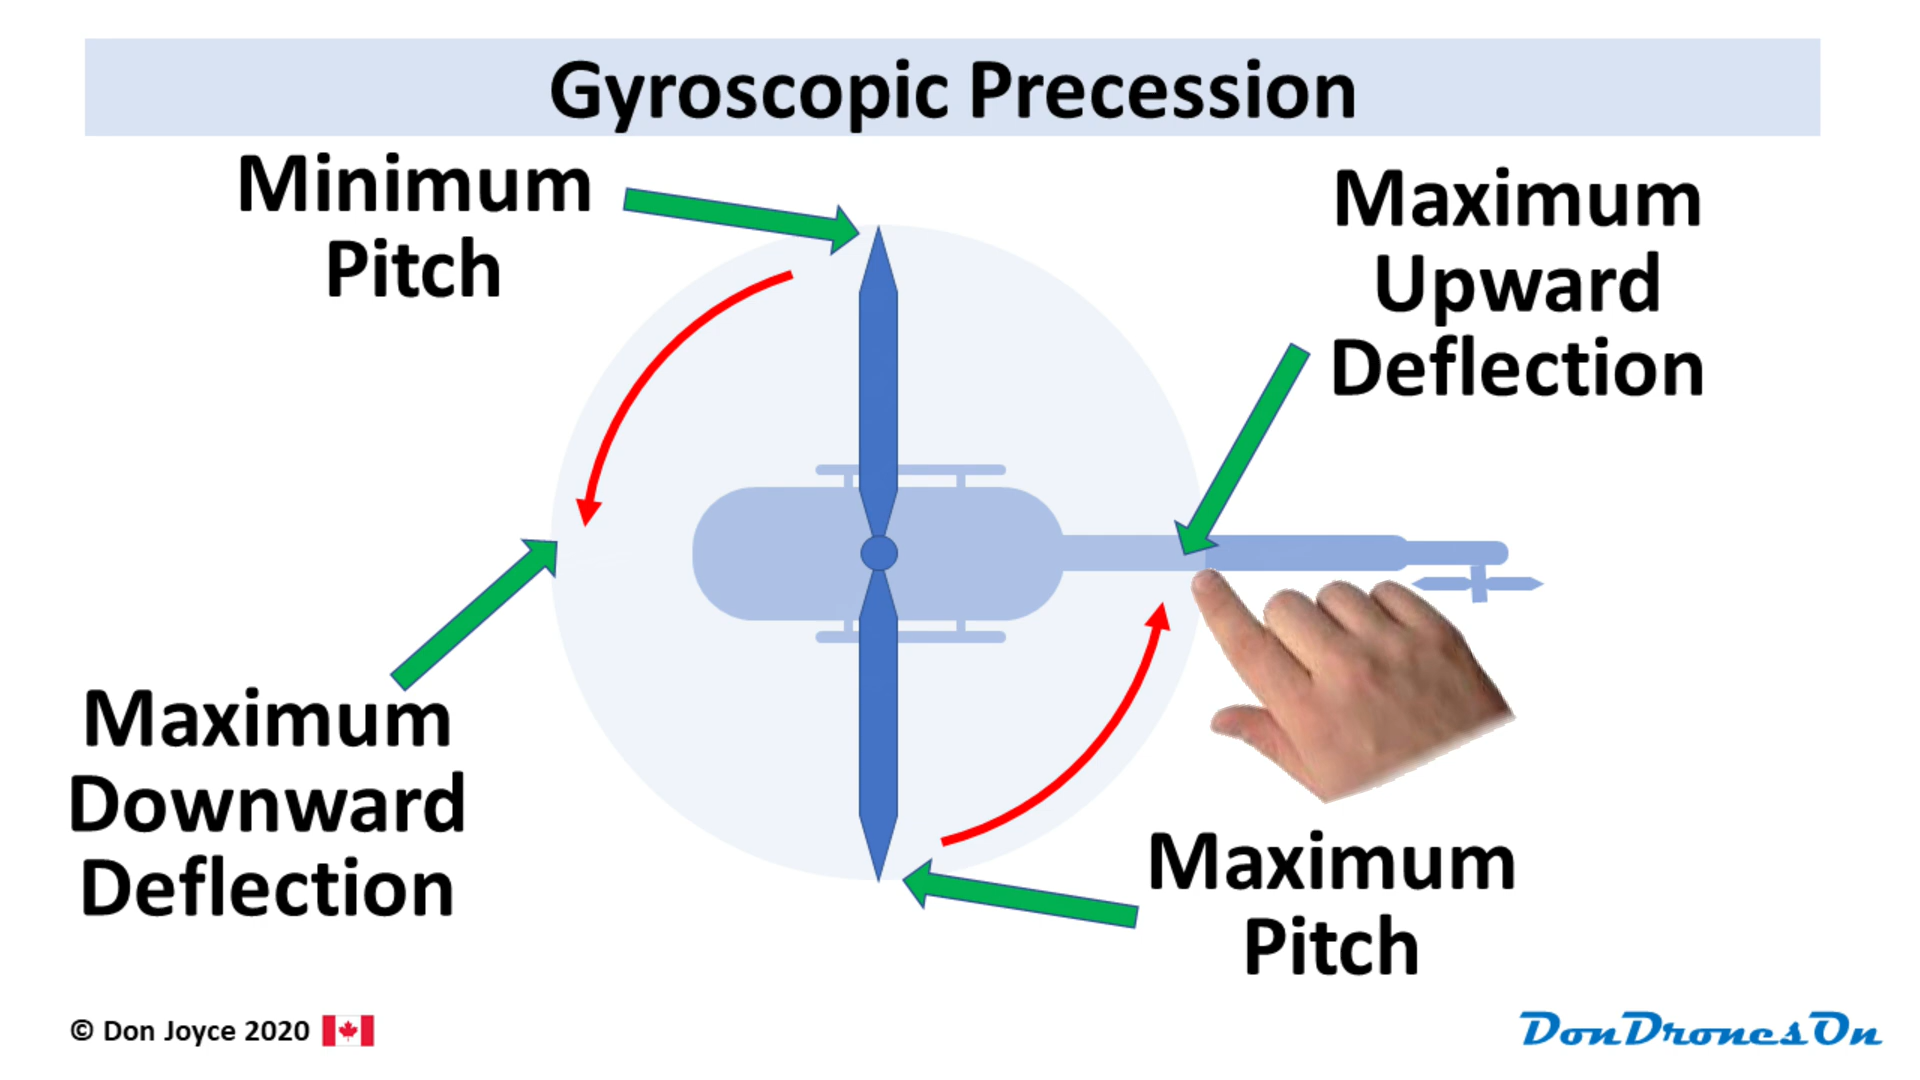 Gyroscopic Precession
Minimum
Pitch
Maximum
Upward
Deflection
Maximum
Downward
Deflection
Maximum
Pitch
© Don Joyce 2020
DonDronesOn